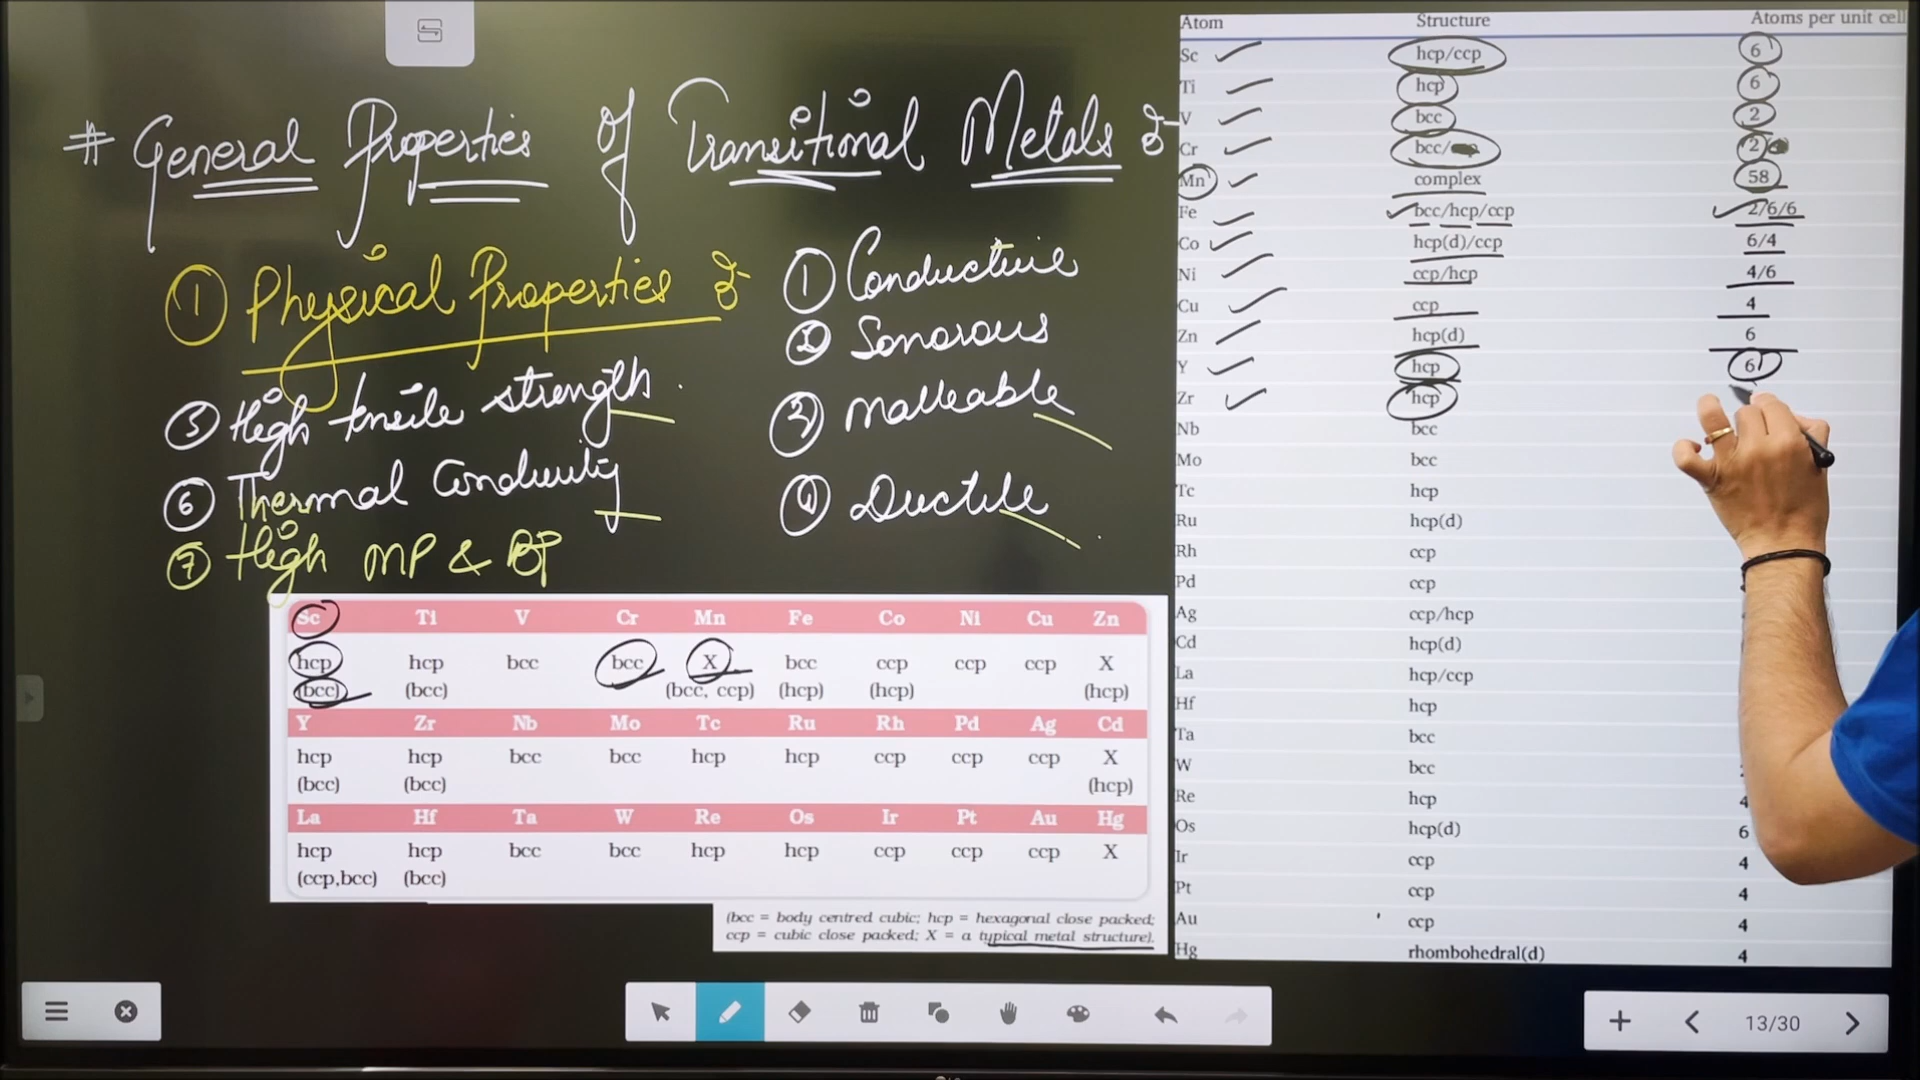 # General Properties of Transitional Metals :-
① Physical Properties :-
① Conductive
② Sonorous
③ Malleable
④ Ductile
⑤ High tensile strength
⑥ Thermal Conductivity
⑦ High MP & BP
Sc Ti V Cr Mn Fe Co Ni Cu Zn
hcp hcp bcc bcc X bcc ccp ccp ccp X
(bcc) (bcc) (bcc, ccp) (hcp) (hcp) (hcp)
Y Zr Nb Mo Tc Ru Rh Pd Ag Cd
hcp hcp bcc bcc hcp hcp ccp ccp ccp X
(bcc) (bcc) (hcp)
La Hf Ta W Re Os Ir Pt Au Hg
hcp hcp bcc bcc hcp hcp ccp ccp ccp X
(ccp,bcc) (bcc)
(bcc = body centred cubic; hcp = hexagonal close packed;
ccp = cubic close packed; X = a typical metal structure).
Atom Structure Atoms per unit cell
Sc hcp/ccp 6
Ti hcp 6
V bcc 2
Cr bcc/ 2
Mn complex 58
Fe bcc/hcp/ccp 2/6/6
Co hcp(d)/ccp 6/4
Ni ccp/hcp 4/6
Cu ccp 4
Zn hcp(d) 6
Y hcp 6
Zr hcp
Nb bcc
Mo bcc
Tc hcp
Ru hcp(d)
Rh ccp
Pd ccp
Ag ccp/hcp
Cd hcp(d)
La hcp/ccp
Hf hcp
Ta bcc
W bcc
Re hcp 4
Os hcp(d) 6
Ir ccp 4
Pt ccp 4
Au ccp 4
Hg rhombohedral(d) 4
13/30